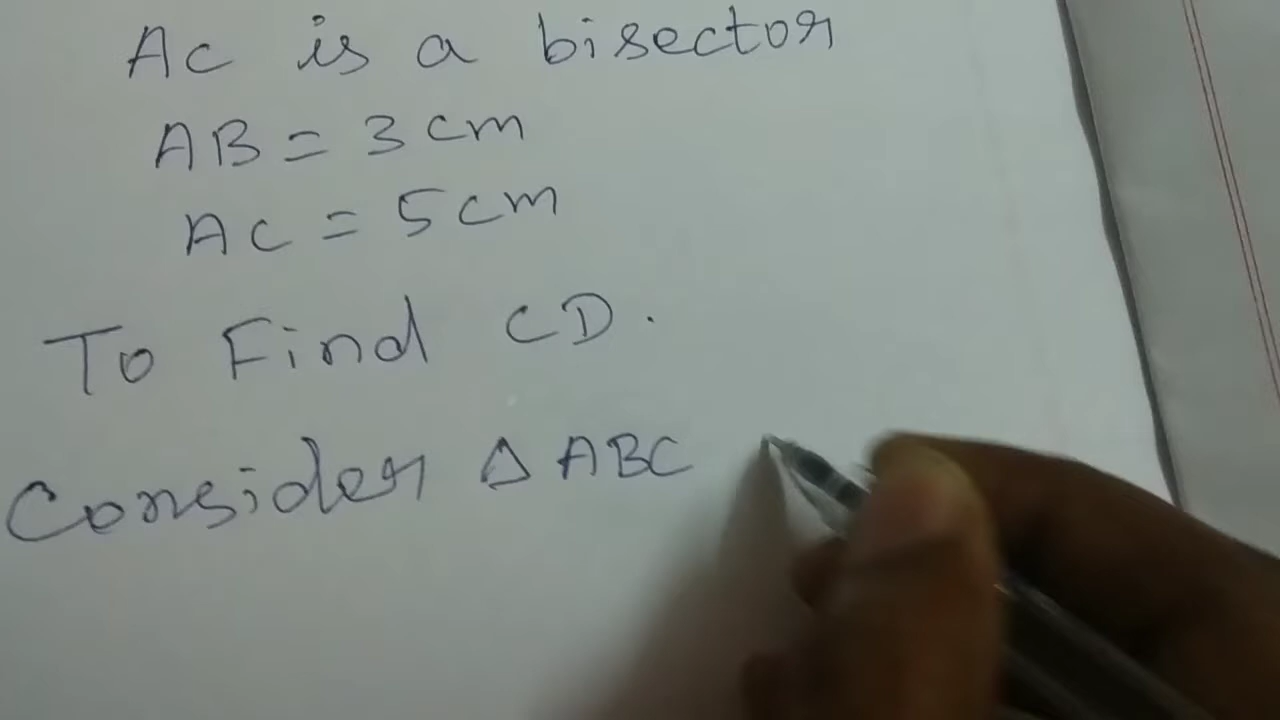 AC is a bisector
AB = 3 cm
AC = 5 cm
To Find CD.
Consider Δ ABC